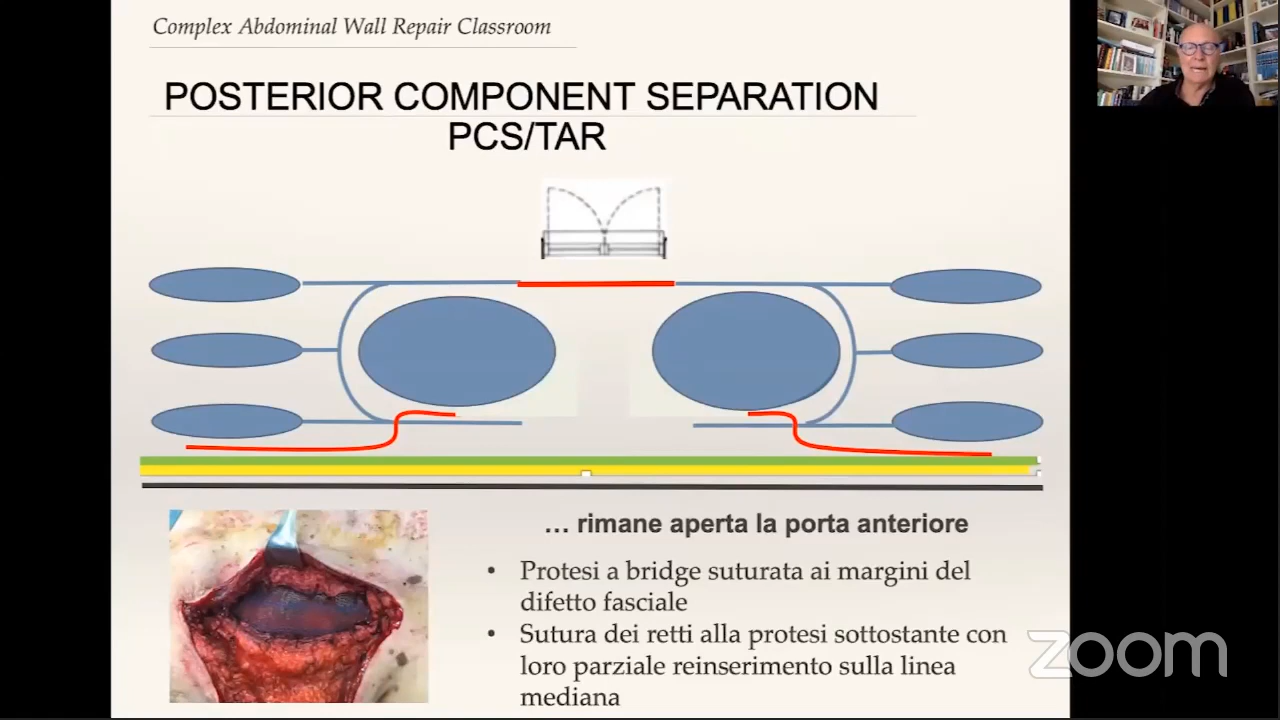 Complex Abdominal Wall Repair Classroom
POSTERIOR COMPONENT SEPARATION
PCS/TAR
… rimane aperta la porta anteriore
• Protesi a bridge suturata ai margini del
difetto fasciale
• Sutura dei retti alla protesi sottostante con
loro parziale reinserimento sulla linea
mediana
zoom